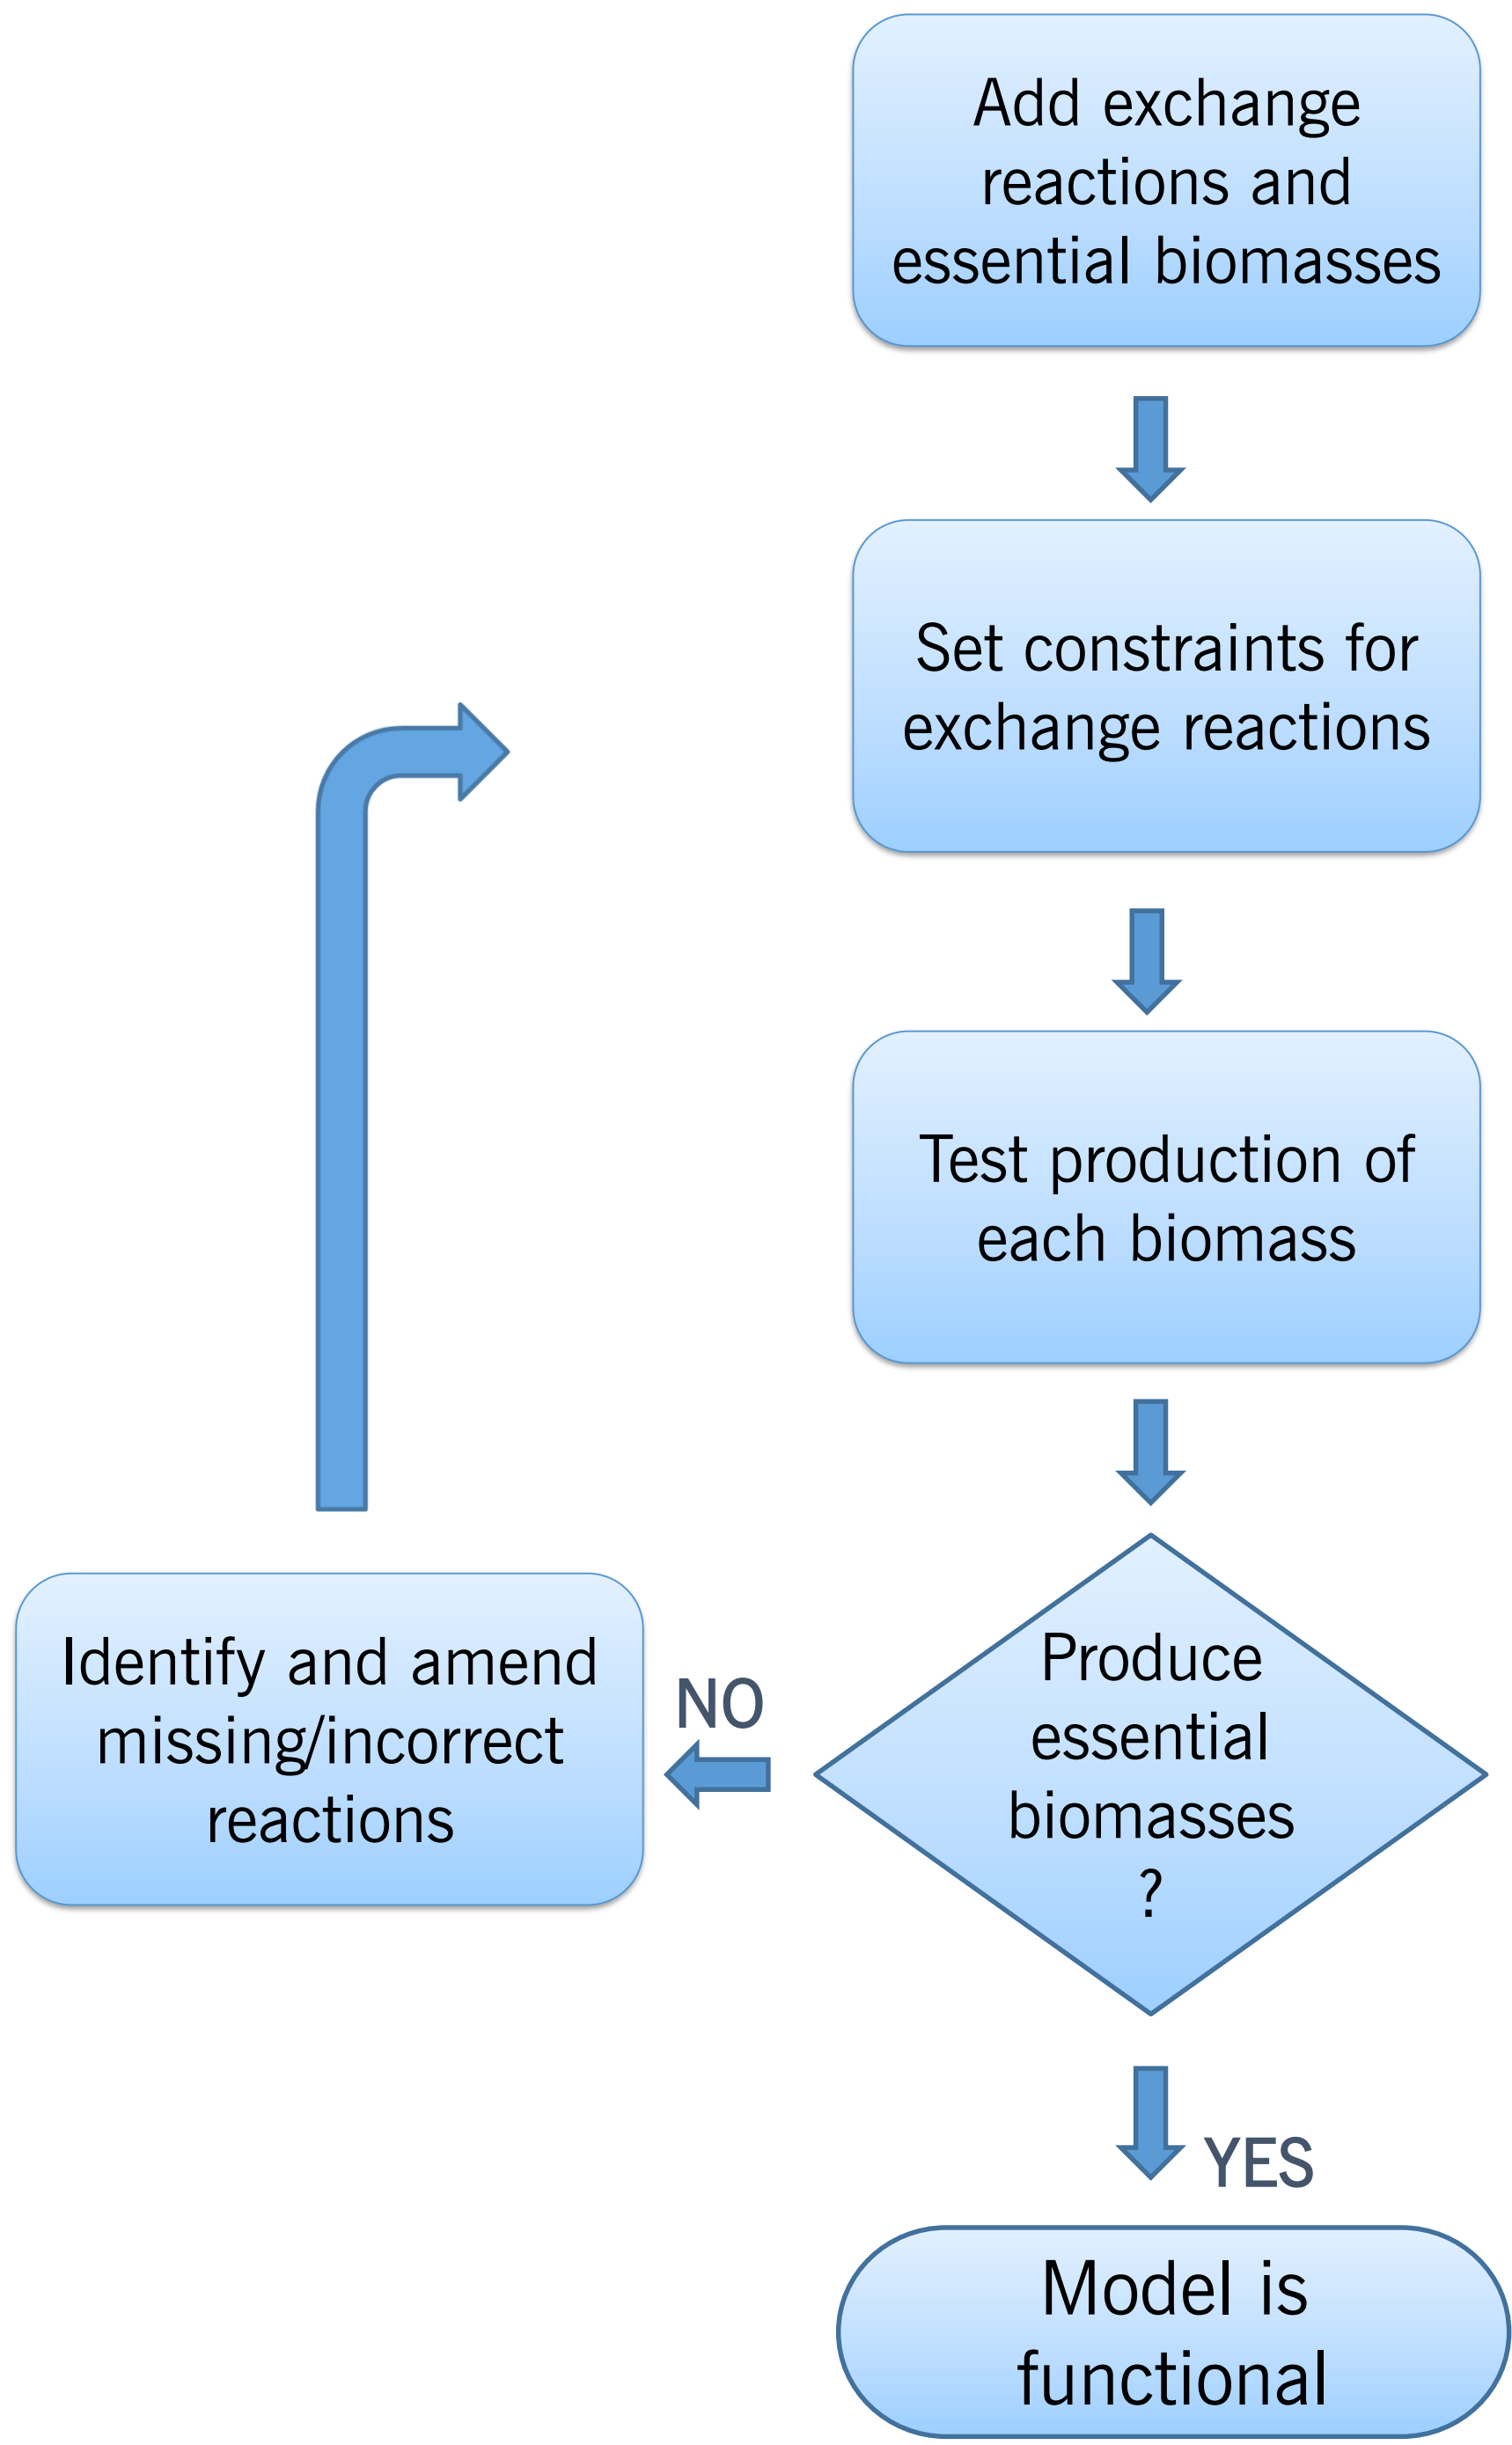 Add exchange
reactions and
essential biomasses
Set constraints for
exchange reactions
Test production of
each biomass
Produce
essential
biomasses
?
NO
Identify and amend
missing/incorrect
reactions
YES
Model is
functional